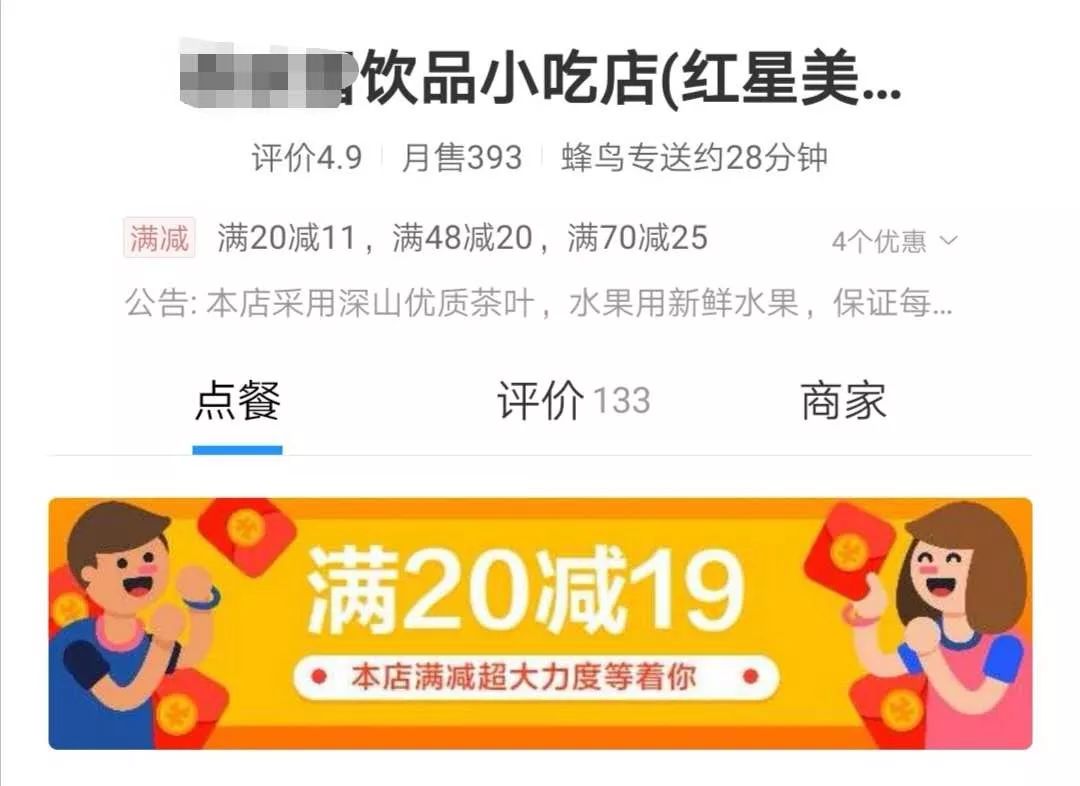 饮品小吃店(红星美...
评价4.9 月售393 蜂鸟专送约28分钟
满减 满20减11，满48减20，满70减25 4个优惠
公告: 本店采用深山优质茶叶，水果用新鲜水果，保证每...
点餐 评价 133 商家
满20减19
本店满减超大力度等着你